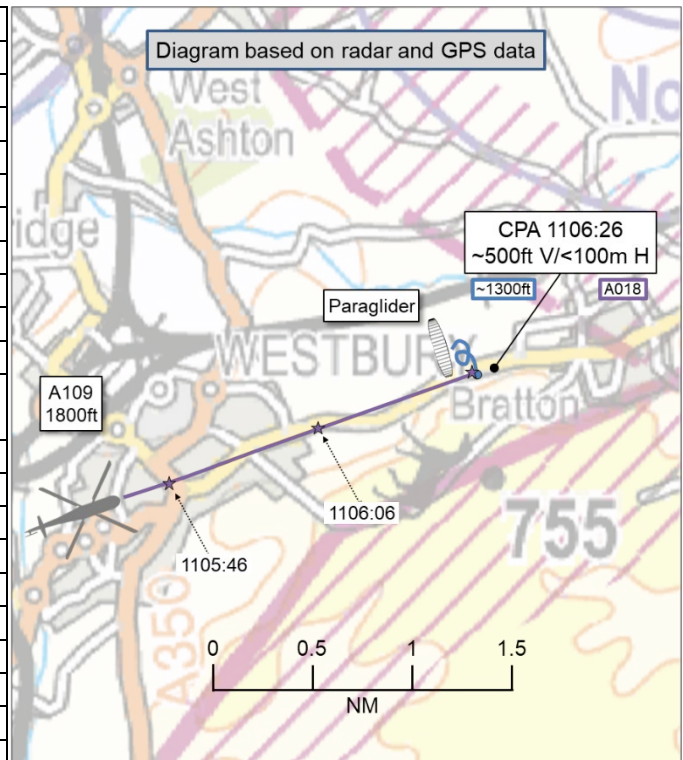 Diagram based on radar and GPS data
West
Ashton
No
idge
CPA 1106:26
~500ft V/<100m H
~1300ft
A018
Paraglider
WESTBURY
Bratton
A109
1800ft
1106:06
755
1105:46
A350
0 0.5 1 1.5
NM